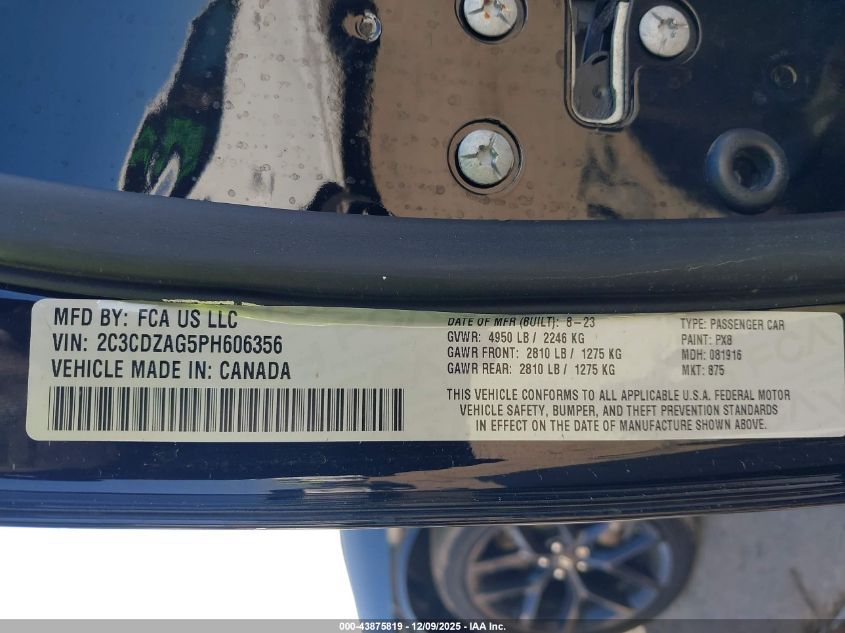 MFD BY: FCA US LLC
VIN: 2C3CDZAG5PH606356
VEHICLE MADE IN: CANADA
DATE OF MFR (BUILT): 8-23
GVWR: 4950 LB / 2246 KG
GAWR FRONT: 2810 LB / 1275 KG
GAWR REAR: 2810 LB / 1275 KG
TYPE: PASSENGER CAR
PAINT: PX8
MDH: 081916
MKT: 875
THIS VEHICLE CONFORMS TO ALL APPLICABLE U.S.A. FEDERAL MOTOR
VEHICLE SAFETY, BUMPER, AND THEFT PREVENTION STANDARDS
IN EFFECT ON THE DATE OF MANUFACTURE SHOWN ABOVE.
000-43875819 - 12/09/2025 - IAA Inc.